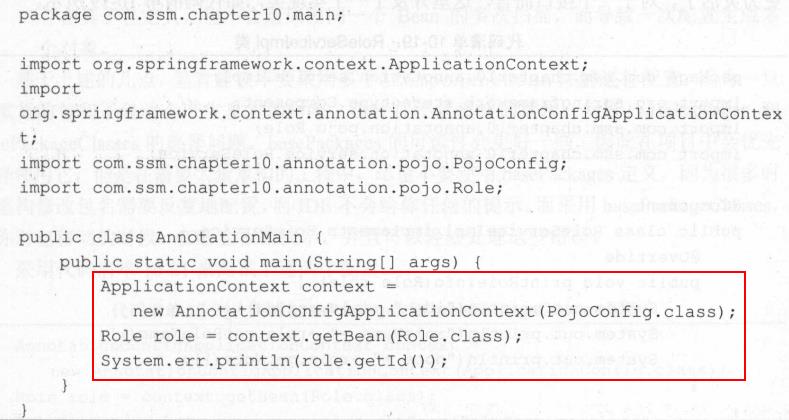 package com.ssm.chapter10.main;
import org.springframework.context.ApplicationContext;
import
org.springframework.context.annotation.AnnotationConfigApplicationContex
t;
import com.ssm.chapter10.annotation.pojo.PojoConfig;
import com.ssm.chapter10.annotation.pojo.Role;
public class AnnotationMain {
public static void main(String[] args) {
ApplicationContext context =
new AnnotationConfigApplicationContext(PojoConfig.class);
Role role = context.getBean(Role.class);
System.err.println(role.getId());
}
}